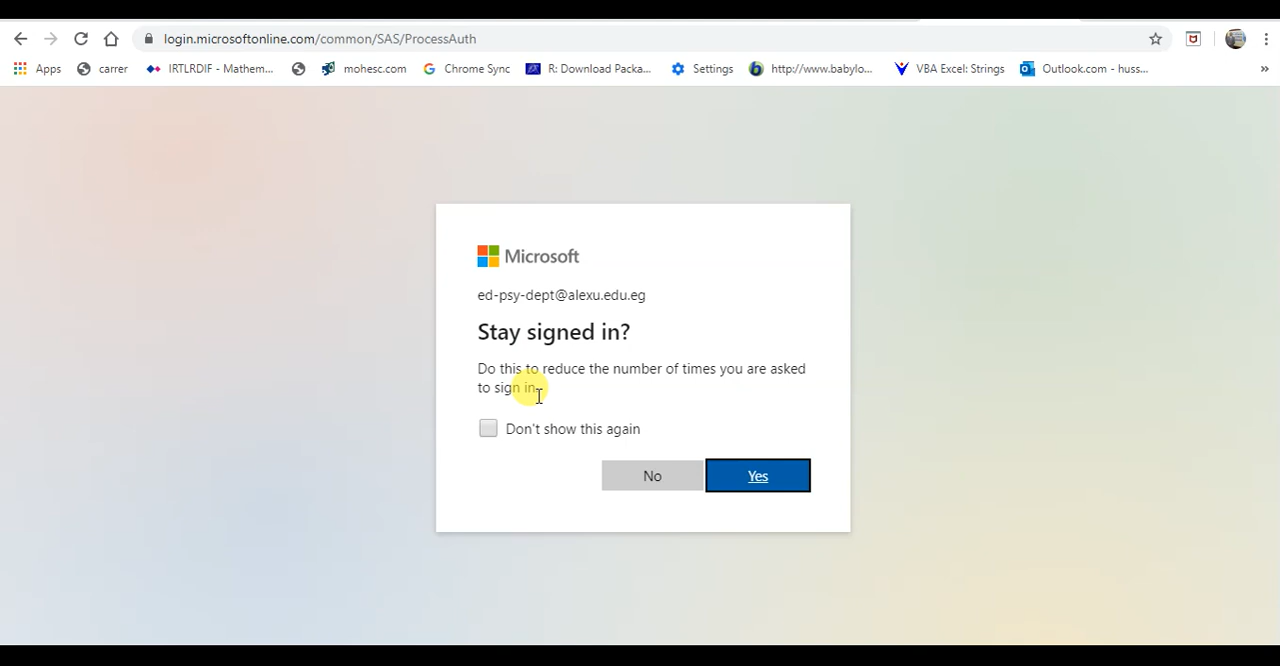 login.microsoftonline.com/common/SAS/ProcessAuth
Apps carrer IRTLRDIF - Mathem... mohesc.com Chrome Sync R: Download Packa... Settings http://www.babylo... VBA Excel: Strings Outlook.com - huss... »
Microsoft
ed-psy-dept@alexu.edu.eg
Stay signed in?
Do this to reduce the number of times you are asked
to sign in.
Don't show this again
No Yes